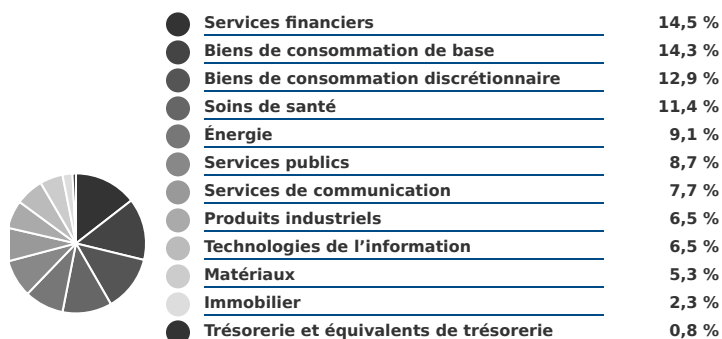 Services financiers 14,5 %
Biens de consommation de base 14,3 %
Biens de consommation discrétionnaire 12,9 %
Soins de santé 11,4 %
Énergie 9,1 %
Services publics 8,7 %
Services de communication 7,7 %
Produits industriels 6,5 %
Technologies de l’information 6,5 %
Matériaux 5,3 %
Immobilier 2,3 %
Trésorerie et équivalents de trésorerie 0,8 %